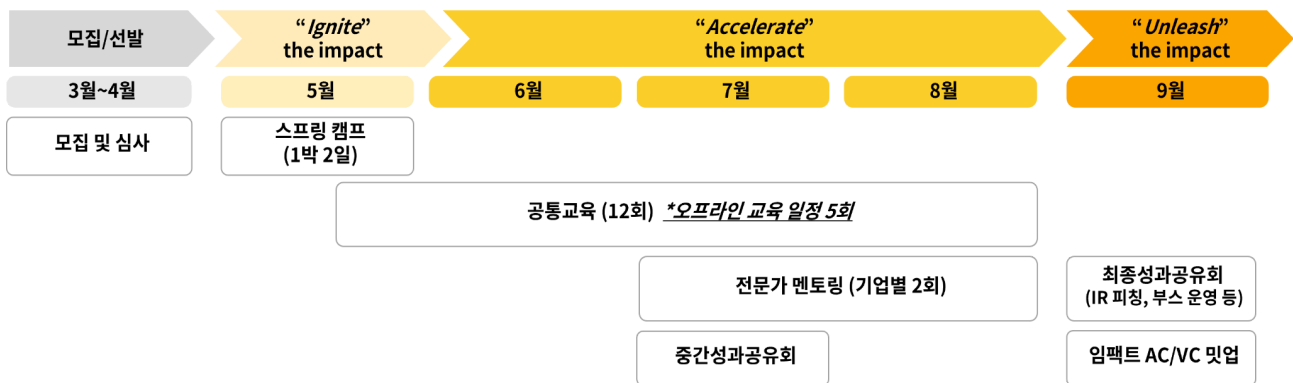 모집/선발
“Ignite”
the impact
“Accelerate”
the impact
“Unleash”
the impact
3월~4월
5월
6월
7월
8월
9월
모집 및 심사
스프링 캠프
(1박 2일)
공통교육 (12회) *오프라인 교육 일정 5회
전문가 멘토링 (기업별 2회)
최종성과공유회
(IR 피칭, 부스 운영 등)
중간성과공유회
임팩트 AC/VC 밋업